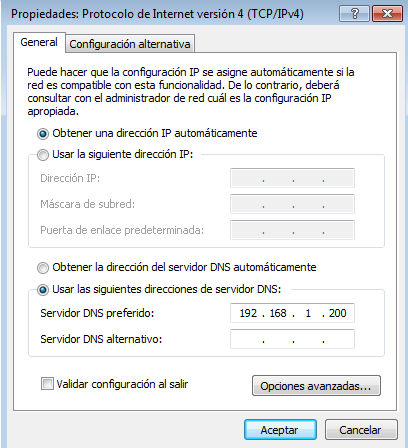 Propiedades: Protocolo de Internet versión 4 (TCP/IPv4)
General
Configuración alternativa
Puede hacer que la configuración IP se asigne automáticamente si la
red es compatible con esta funcionalidad. De lo contrario, deberá
consultar con el administrador de red cuál es la configuración IP
apropiada.
Obtener una dirección IP automáticamente
Usar la siguiente dirección IP:
Dirección IP:
. . .
Máscara de subred:
. . .
Puerta de enlace predeterminada:
. . .
Obtener la dirección del servidor DNS automáticamente
Usar las siguientes direcciones de servidor DNS:
Servidor DNS preferido:
192 . 168 . 1 . 200
Servidor DNS alternativo:
. . .
Validar configuración al salir
Opciones avanzadas...
Aceptar
Cancelar